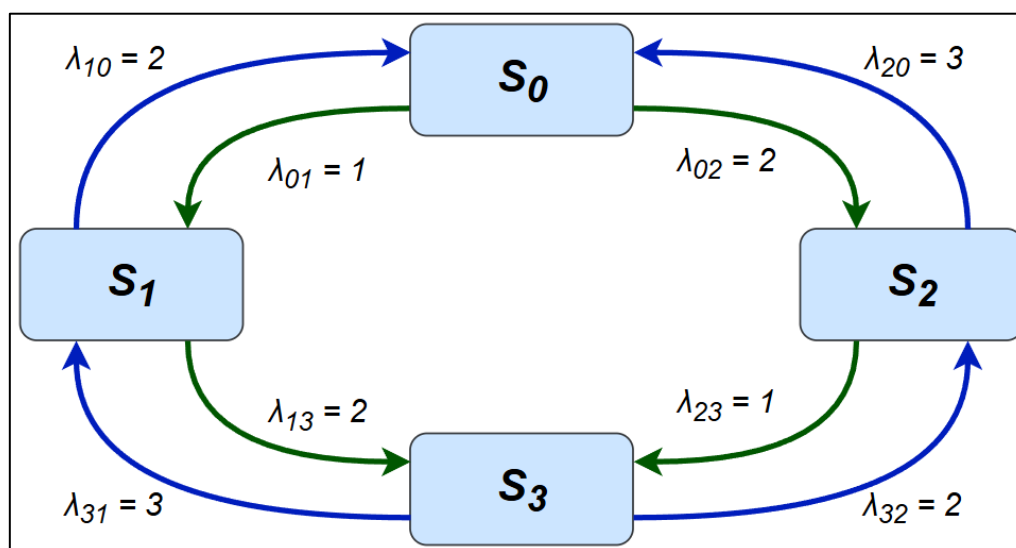 λ10 = 2
S0
λ20 = 3
λ01 = 1
λ02 = 2
S1
S2
λ13 = 2
λ23 = 1
S3
λ31 = 3
λ32 = 2